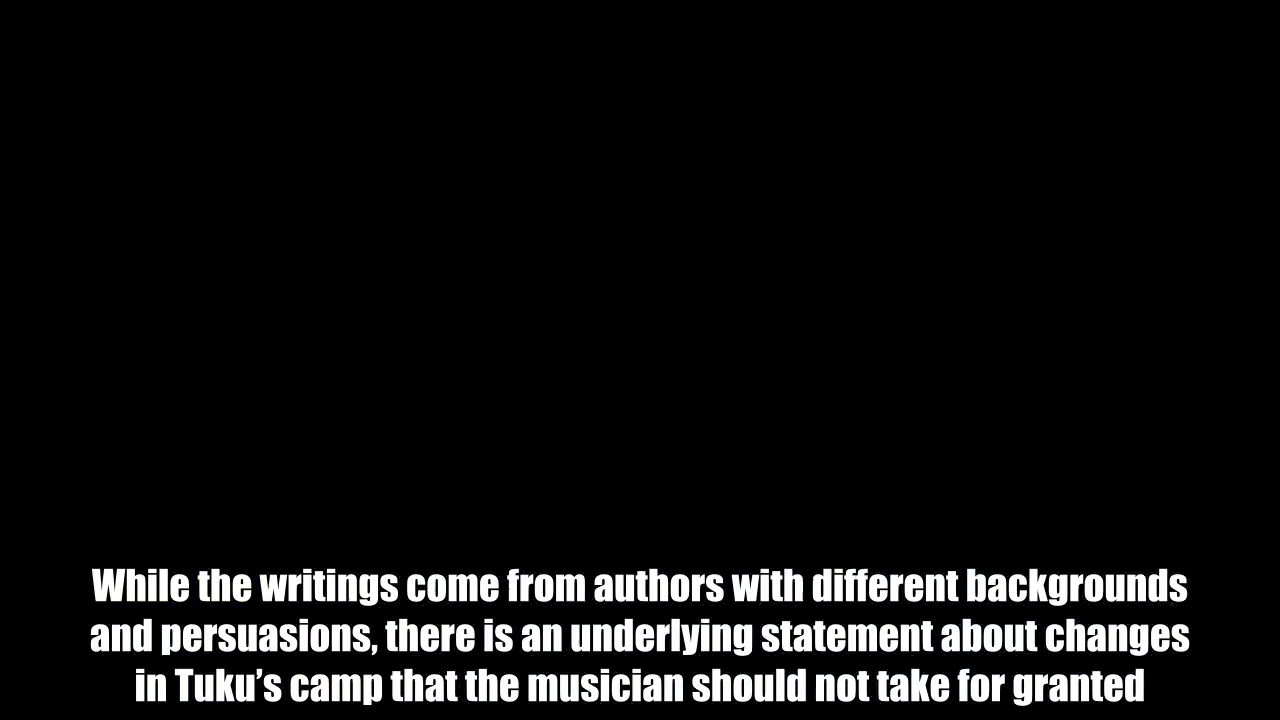 While the writings come from authors with different backgrounds
and persuasions, there is an underlying statement about changes
in Tuku’s camp that the musician should not take for granted